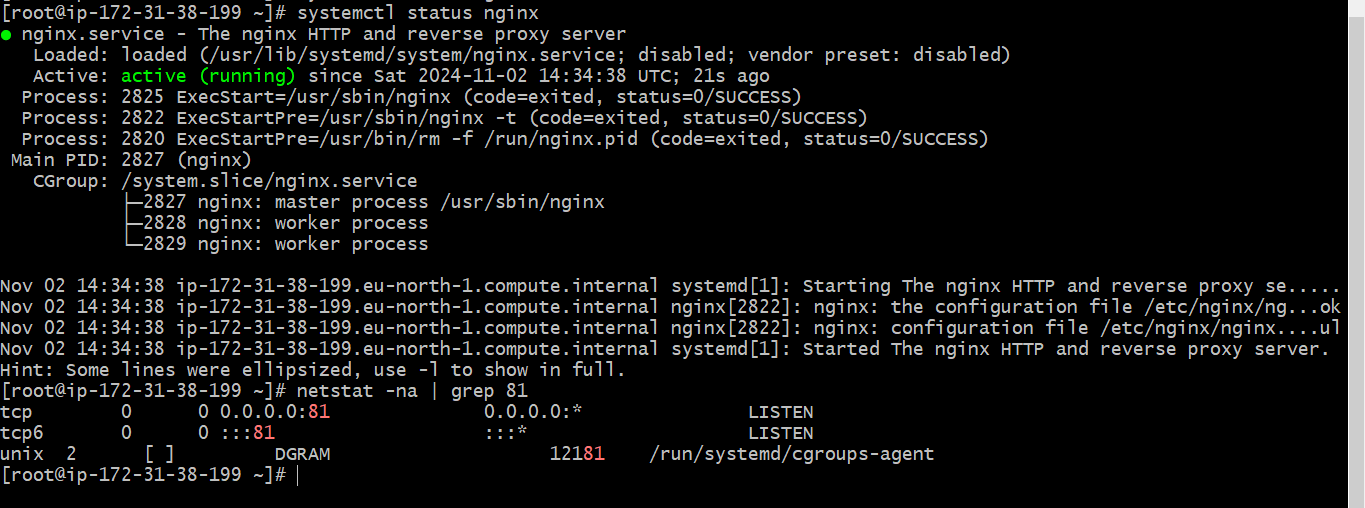 [root@ip-172-31-38-199 ~]# systemctl status nginx
● nginx.service - The nginx HTTP and reverse proxy server
   Loaded: loaded (/usr/lib/systemd/system/nginx.service; disabled; vendor preset: disabled)
   Active: active (running) since Sat 2024-11-02 14:34:38 UTC; 21s ago
  Process: 2825 ExecStart=/usr/sbin/nginx (code=exited, status=0/SUCCESS)
  Process: 2822 ExecStartPre=/usr/sbin/nginx -t (code=exited, status=0/SUCCESS)
  Process: 2820 ExecStartPre=/usr/bin/rm -f /run/nginx.pid (code=exited, status=0/SUCCESS)
 Main PID: 2827 (nginx)
   CGroup: /system.slice/nginx.service
           ├─2827 nginx: master process /usr/sbin/nginx
           ├─2828 nginx: worker process
           └─2829 nginx: worker process

Nov 02 14:34:38 ip-172-31-38-199.eu-north-1.compute.internal systemd[1]: Starting The nginx HTTP and reverse proxy se.....
Nov 02 14:34:38 ip-172-31-38-199.eu-north-1.compute.internal nginx[2822]: nginx: the configuration file /etc/nginx/ng...ok
Nov 02 14:34:38 ip-172-31-38-199.eu-north-1.compute.internal nginx[2822]: nginx: configuration file /etc/nginx/nginx....ul
Nov 02 14:34:38 ip-172-31-38-199.eu-north-1.compute.internal systemd[1]: Started The nginx HTTP and reverse proxy server.
Hint: Some lines were ellipsized, use -l to show in full.
[root@ip-172-31-38-199 ~]# netstat -na | grep 81
tcp        0      0 0.0.0.0:81              0.0.0.0:*               LISTEN
tcp6       0      0 :::81                   :::*                    LISTEN
unix  2      [ ]         DGRAM                    12181    /run/systemd/cgroups-agent
[root@ip-172-31-38-199 ~]#